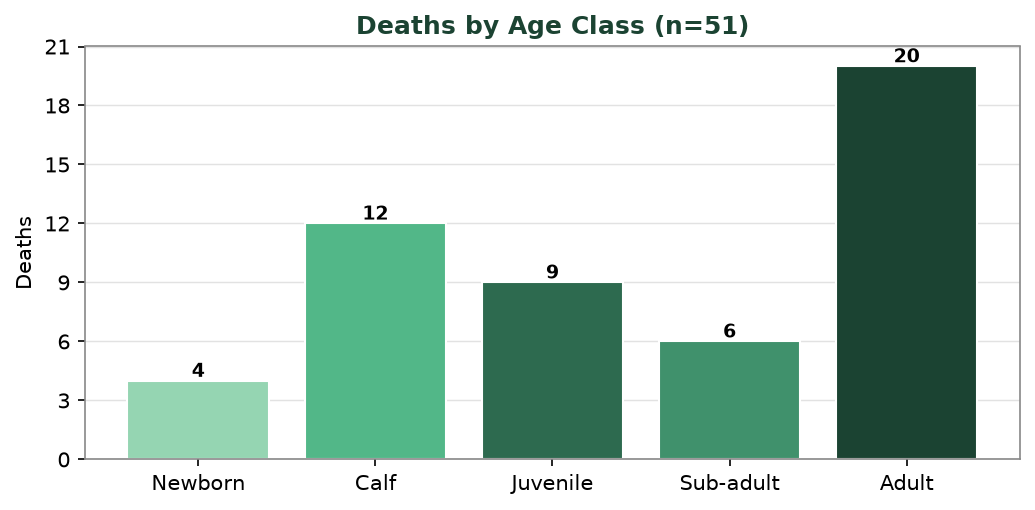 Deaths by Age Class (n=51)
Deaths
21
18
15
12
9
6
3
0
4
12
9
6
20
Newborn
Calf
Juvenile
Sub-adult
Adult